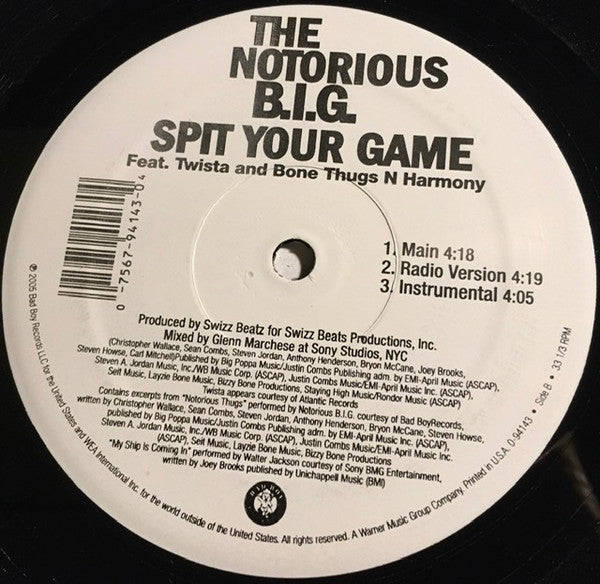 THE
NOTORIOUS
B.I.G.
SPIT YOUR GAME
Feat. Twista and Bone Thugs N Harmony
0 -7567-94143-0 4
1. Main 4:18
2. Radio Version 4:19
3. Instrumental 4:05
Produced by Swizz Beatz for Swizz Beats Productions, Inc.
Mixed by Glenn Marchese at Sony Studios, NYC
(Christopher Wallace, Sean Combs, Steven Jordan, Anthony Henderson, Bryon McCane, Joey Brooks,
Steven Howse, Carl Mitchell)Published by Big Poppa Music/Justin Combs Publishing adm. by EMI-April Music (ASCAP),
Steven A. Jordan Music, Inc./WB Music Corp. (ASCAP), Justin Combs Music/EMI-April Music Inc. (ASCAP),
Seit Music, Layzie Bone Music, Bizzy Bone Productions, Staying High Music/Rondor Music (ASCAP)
Twista appears courtesy of Atlantic Records
Contains excerpts from "Notorious Thugs" performed by Notorious B.I.G. courtesy of Bad BoyRecords,
written by Christopher Wallace, Sean Combs, Steven Jordan, Anthony Henderson, Bryon McCane, Steven Howse,
published by Big Poppa Music/Justin Combs Publishing adm. by EMI-April Music Inc. (ASCAP),
Steven A. Jordan Music, Inc./WB Music Corp. (ASCAP), Justin Combs Music/EMI-April Music Inc.
(ASCAP), Seit Music, Layzie Bone Music, Bizzy Bone Productions
"My Ship Is Coming In" performed by Walter Jackson courtesy of Sony BMG Entertainment,
written by Joey Brooks published by Unichappell Music (BMI)
BAD BOY
℗ 2005 Bad Boy Records LLC for the United States and WEA International Inc. for the world outside of the United States. All rights reserved. A Warner Music Group Company. Printed in U.S.A. 0-94143 • Side B • 33 1/3 RPM